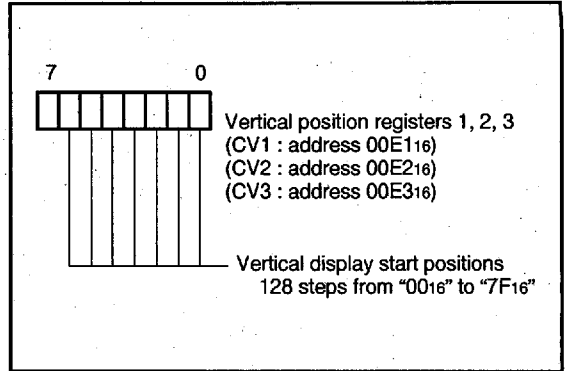 7 0
Vertical position registers 1, 2, 3
(CV1 : address 00E116)
(CV2 : address 00E216)
(CV3 : address 00E316)
Vertical display start positions
128 steps from “0016” to “7F16”